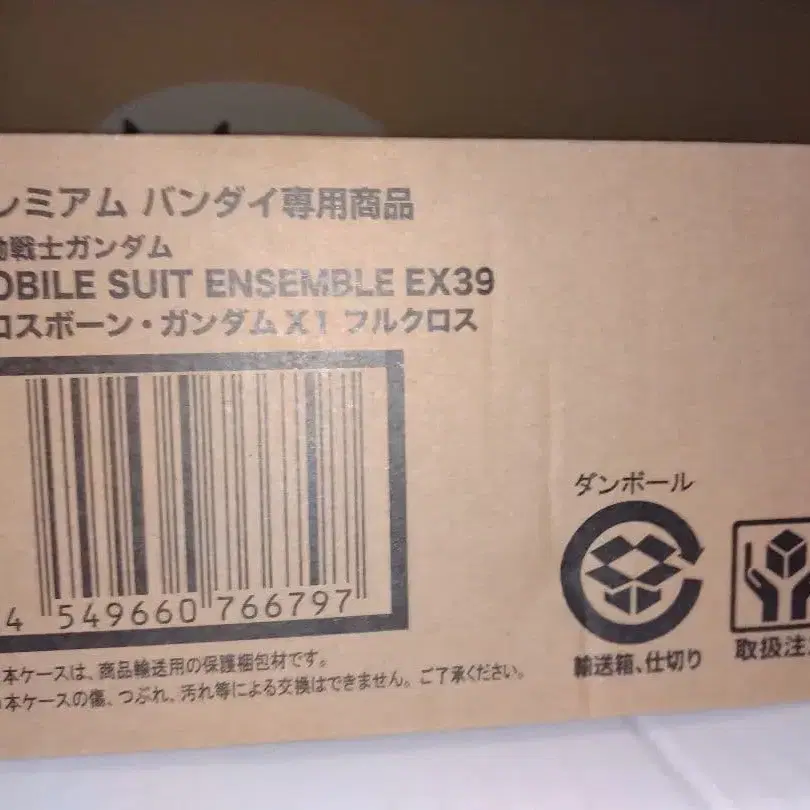 レミアム バンダイ専用商品
動戦士ガンダム
OBILE SUIT ENSEMBLE EX39
ロスボーン・ガンダムX1 フルクロス
4 549660 766797
本ケースは、商品輸送用の保護梱包材です。
本ケースの傷、つぶれ、汚れ等による交換はできません。ご了承ください。
ダンボール
輸送箱、仕切り
取扱注